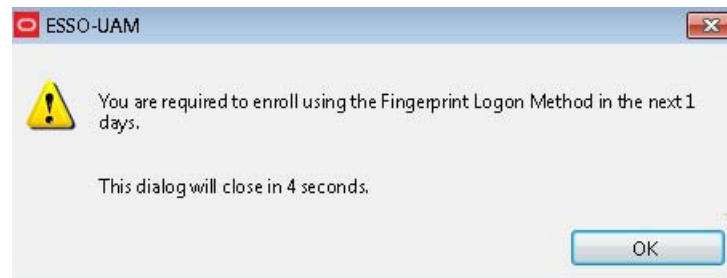 ESSO-UAM
You are required to enroll using the Fingerprint Logon Method in the next 1
days.
This dialog will close in 4 seconds.
OK